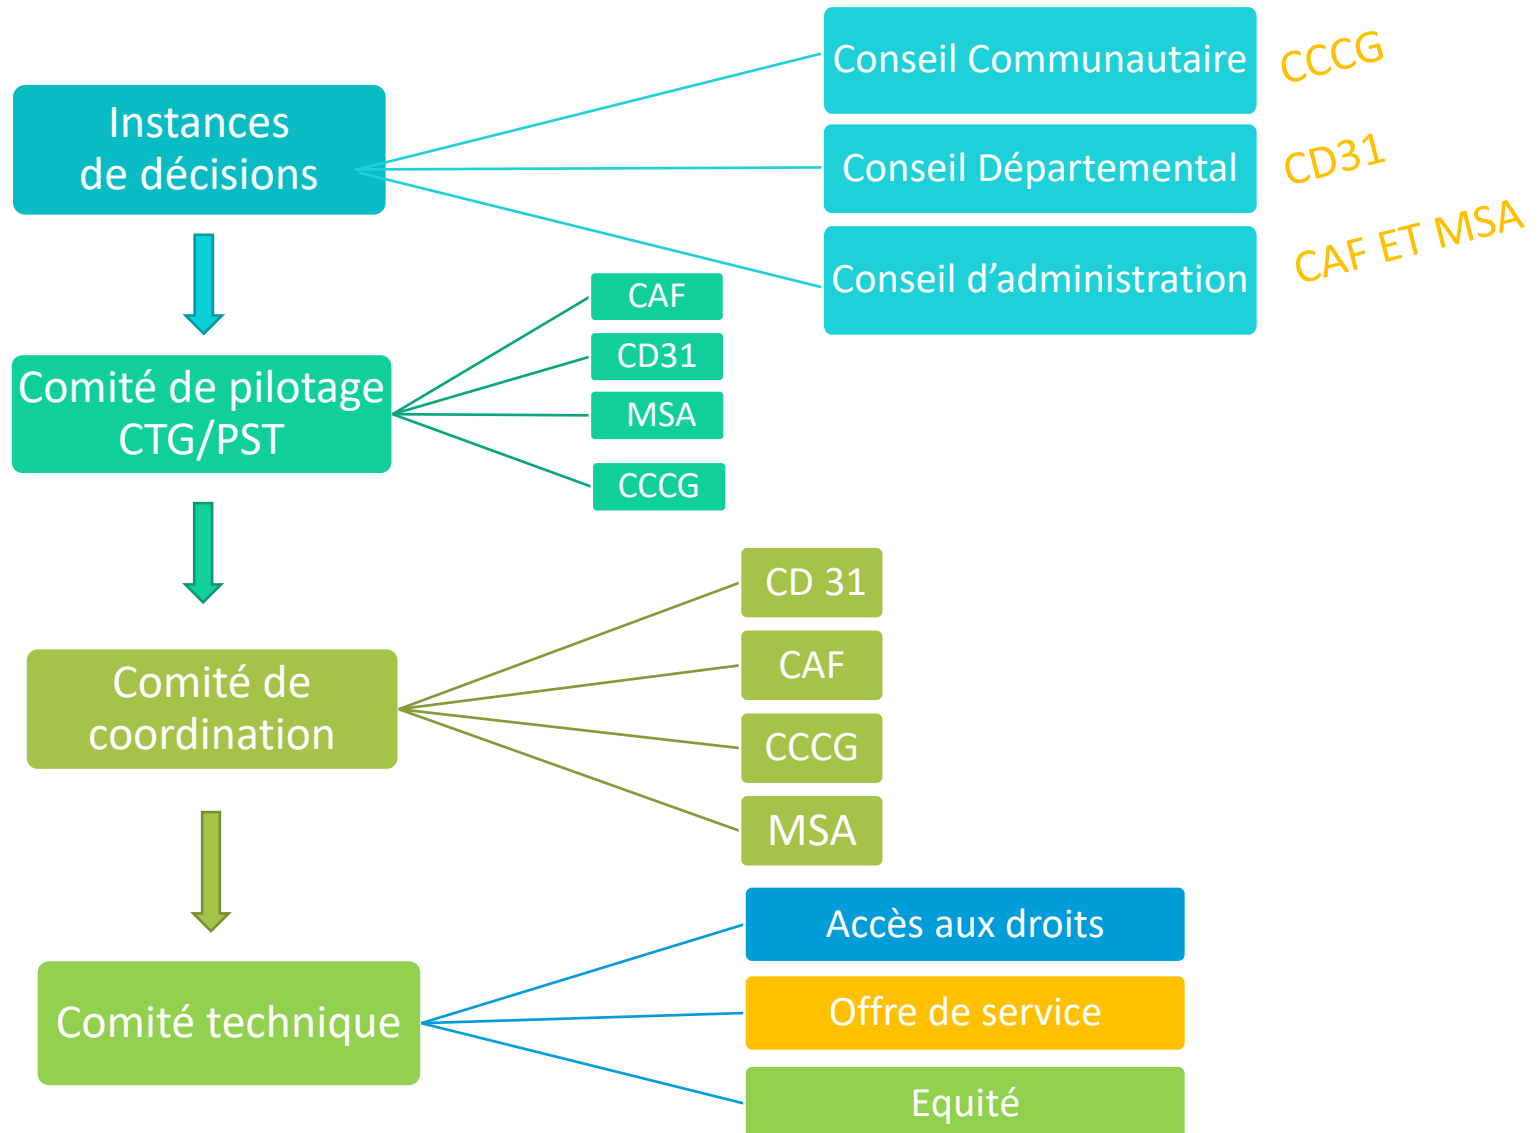 Instances
de décisions
Conseil Communautaire
CCCG
Conseil Départemental
CD31
Conseil d’administration
CAF ET MSA
Comité de pilotage
CTG/PST
CAF
CD31
MSA
CCCG
Comité de
coordination
CD 31
CAF
CCCG
MSA
Comité technique
Accès aux droits
Offre de service
Equité